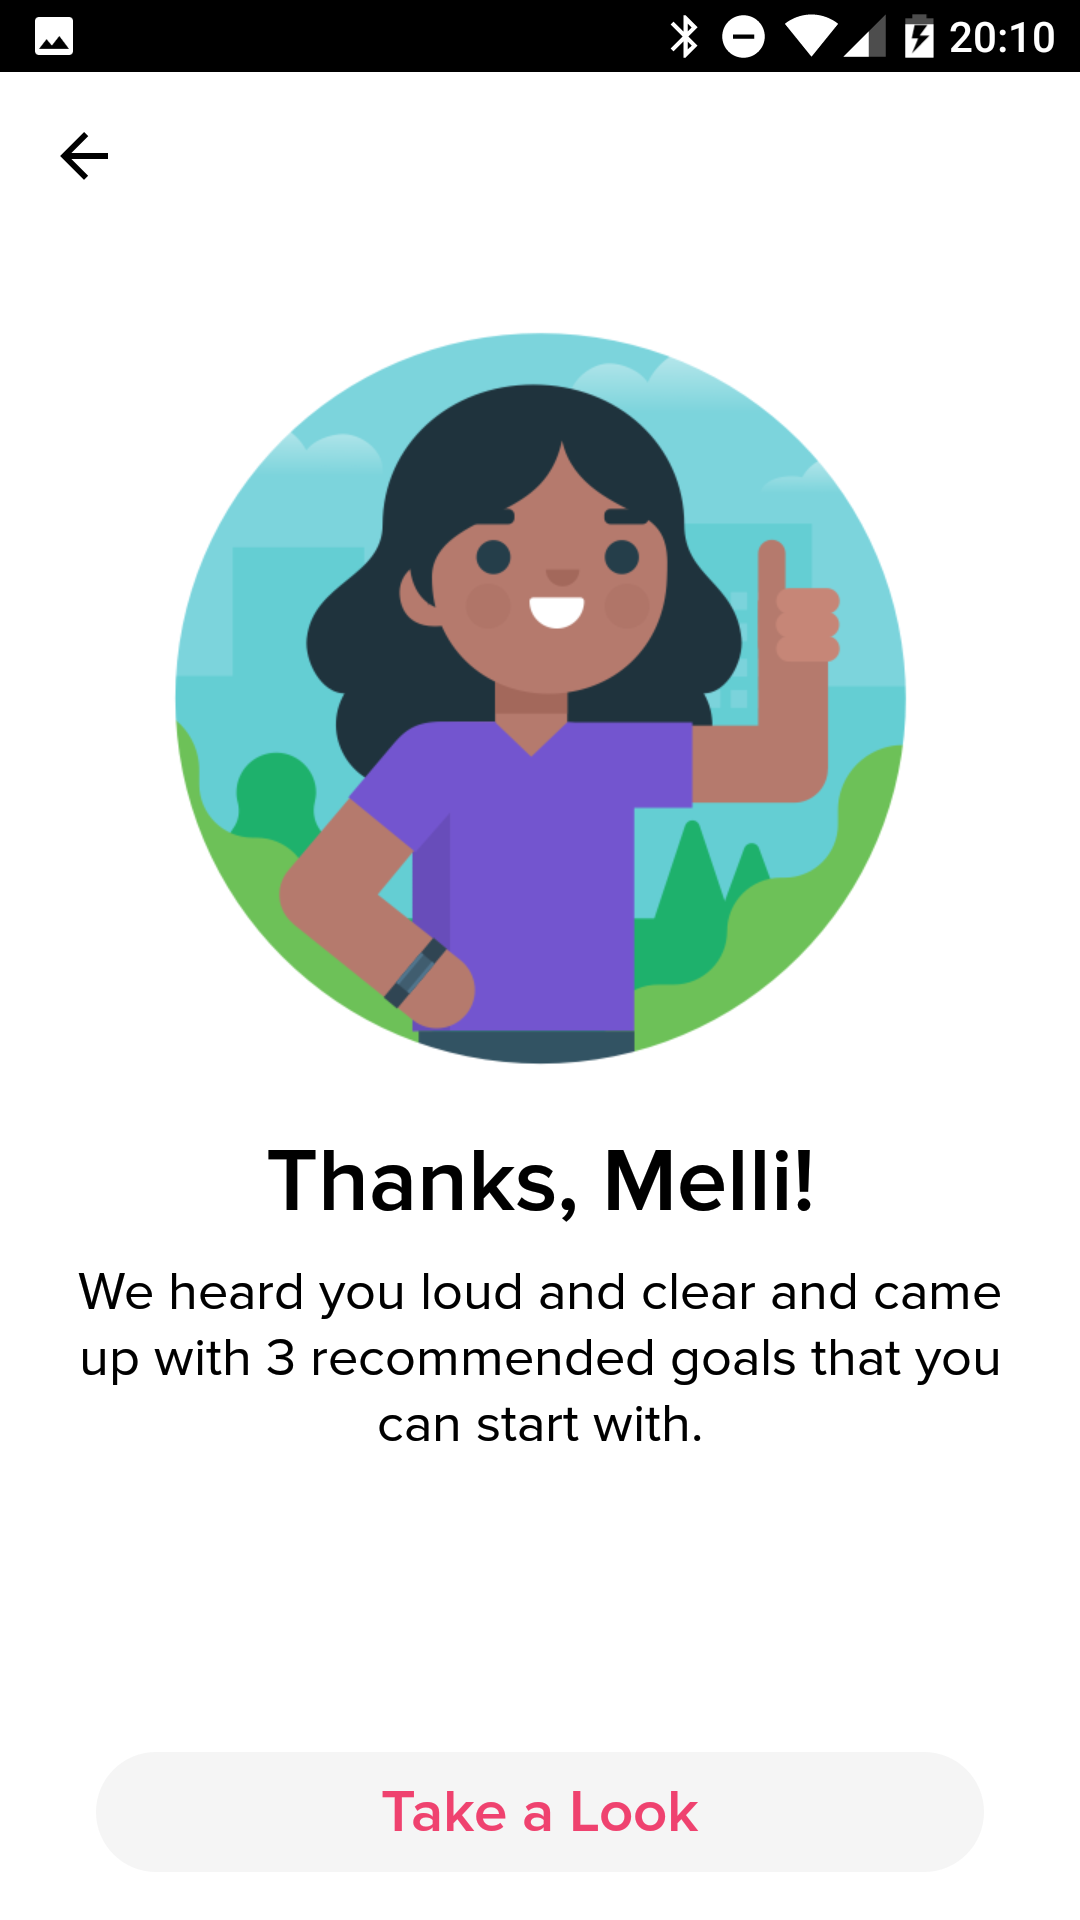 20:10
Thanks, Melli!
We heard you loud and clear and came
up with 3 recommended goals that you
can start with.
Take a Look